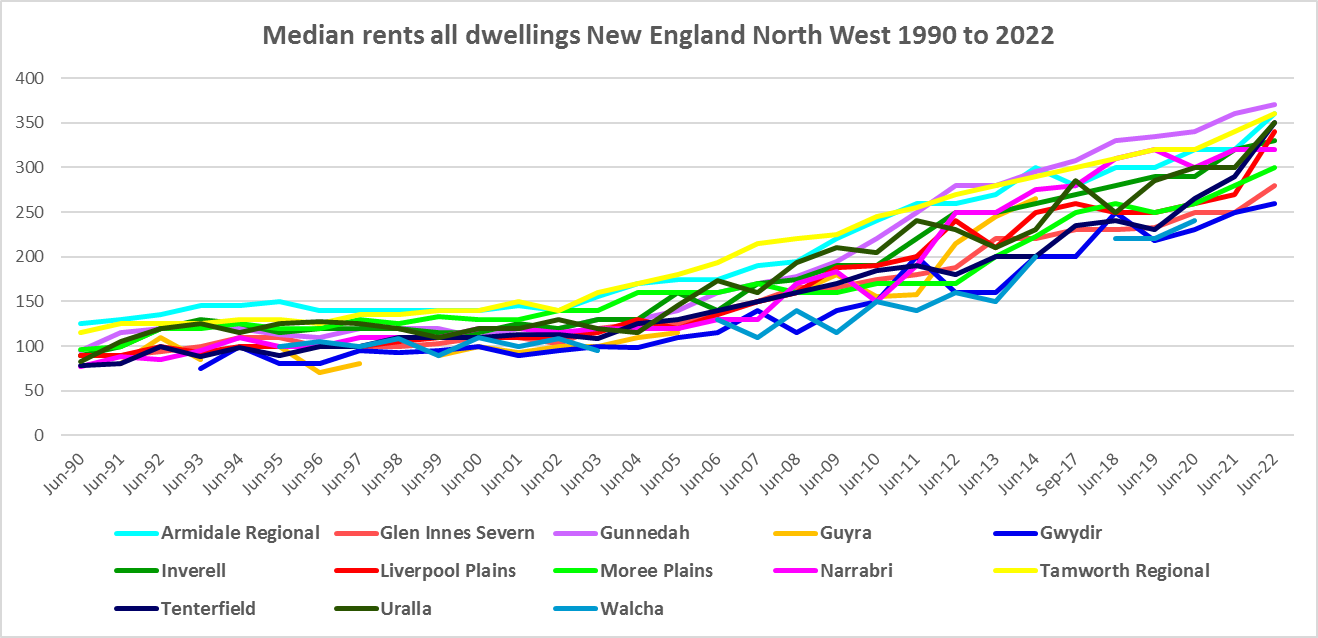 Median rents all dwellings New England North West 1990 to 2022
400
350
300
250
200
150
100
50
0
Jun-90
Jun-91
Jun-92
Jun-93
Jun-94
Jun-95
Jun-96
Jun-97
Jun-98
Jun-99
Jun-00
Jun-01
Jun-02
Jun-03
Jun-04
Jun-05
Jun-06
Jun-07
Jun-08
Jun-09
Jun-10
Jun-11
Jun-12
Jun-13
Jun-14
Sep-17
Jun-18
Jun-19
Jun-20
Jun-21
Jun-22
Armidale Regional Glen Innes Severn Gunnedah Guyra Gwydir
Inverell Liverpool Plains Moree Plains Narrabri Tamworth Regional
Tenterfield Uralla Walcha